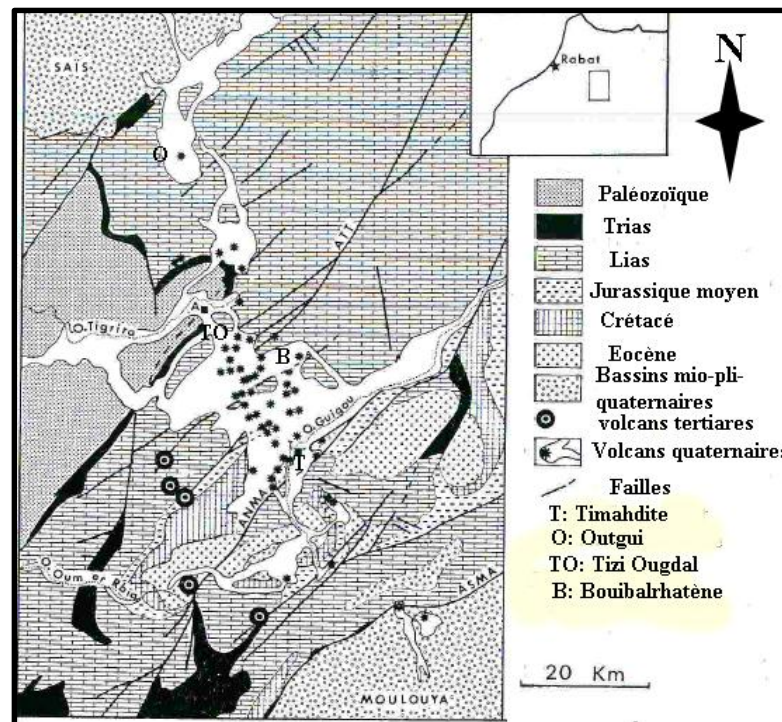 SAIS
Rabat
N
O
ATT
O. Tigrira
A
TO
B
O. Guigou
T
ANMA
O. Oum er Rbia
ASMA
MOULOUYA
Paléozoïque
Trias
Lias
Jurassique moyen
Crétacé
Eocène
Bassins mio-pli-
quaternaires
volcans tertiares
Volcans quaternaires
Failles
T: Timahdite
O: Outgui
TO: Tizi Ougdal
B: Bouibalrhatène
20 Km